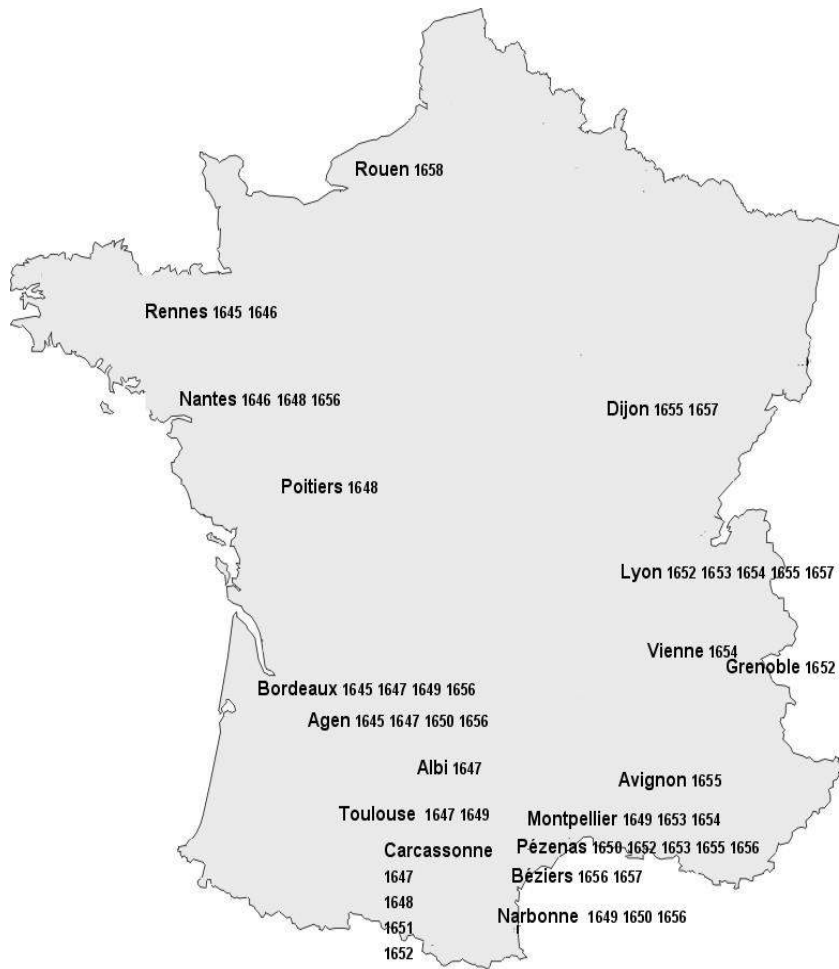 Rouen 1658
Rennes 1645 1646
Nantes 1646 1648 1656
Dijon 1655 1657
Poitiers 1648
Lyon 1652 1653 1654 1655 1657
Vienne 1654
Grenoble 1652
Bordeaux 1645 1647 1649 1656
Agen 1645 1647 1650 1656
Albi 1647
Avignon 1655
Toulouse 1647 1649
Montpellier 1649 1653 1654
Carcassonne
Pézenas 1650 1652 1653 1655 1656
1647
Béziers 1656 1657
1648
Narbonne 1649 1650 1656
1651
1652